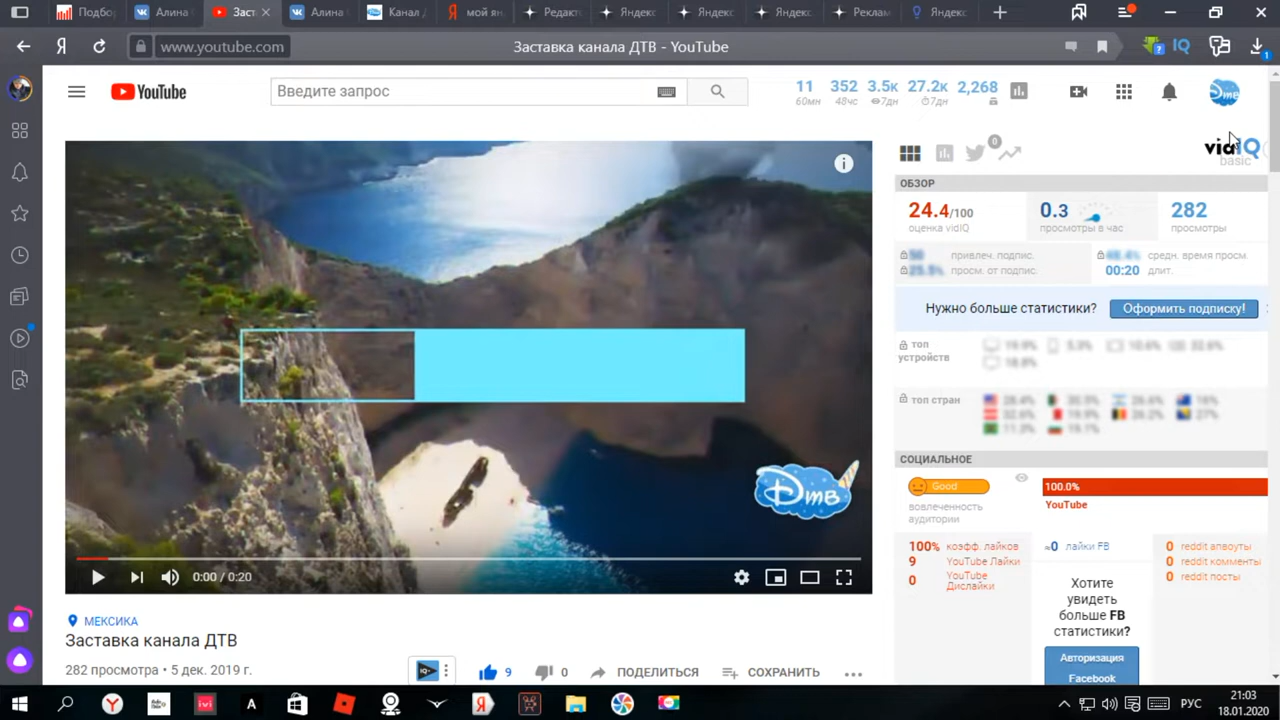 Подбор
Алина
Заст
Алина
Канал Д
мой ян
Редакт
Яндекс
Яндекс
Яндекс
Реклам
Яндекс
www.youtube.com
Заставка канала ДТВ - YouTube
YouTube
Введите запрос
11 352 3.5к 27.2к 2,268
60мн 48чс 7дн 7дн
Дтв
vidIQ
basic
0
ОБЗОР
24.4/100
оценка vidIQ
0.3
просмотры в час
282
просмотры
привлеч. подпис.
просм. от подпис.
средн. время просм.
00:20 длит.
Нужно больше статистики?
Оформить подписку!
топ устройств
топ стран
СОЦИАЛЬНОЕ
Good
вовлеченность
аудитории
100.0%
YouTube
100% коэфф. лайков
9 YouTube Лайки
0 YouTube Дислайки
≈0 лайки FB
0 reddit апвоуты
0 reddit комменты
0 reddit посты
Хотите
увидеть
больше FB
статистики?
Авторизация
Facebook
Дтв
0:00 / 0:20
МЕКСИКА
Заставка канала ДТВ
282 просмотра • 5 дек. 2019 г.
9
0
ПОДЕЛИТЬСЯ
СОХРАНИТЬ
РУС
21:03
18.01.2020